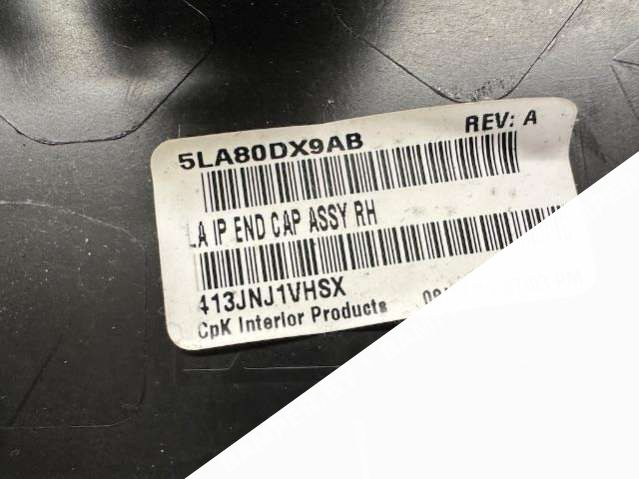 5LA80DX9AB REV: A
LA IP END CAP ASSY RH
413JNJ1VHSX
CpK Interior Products